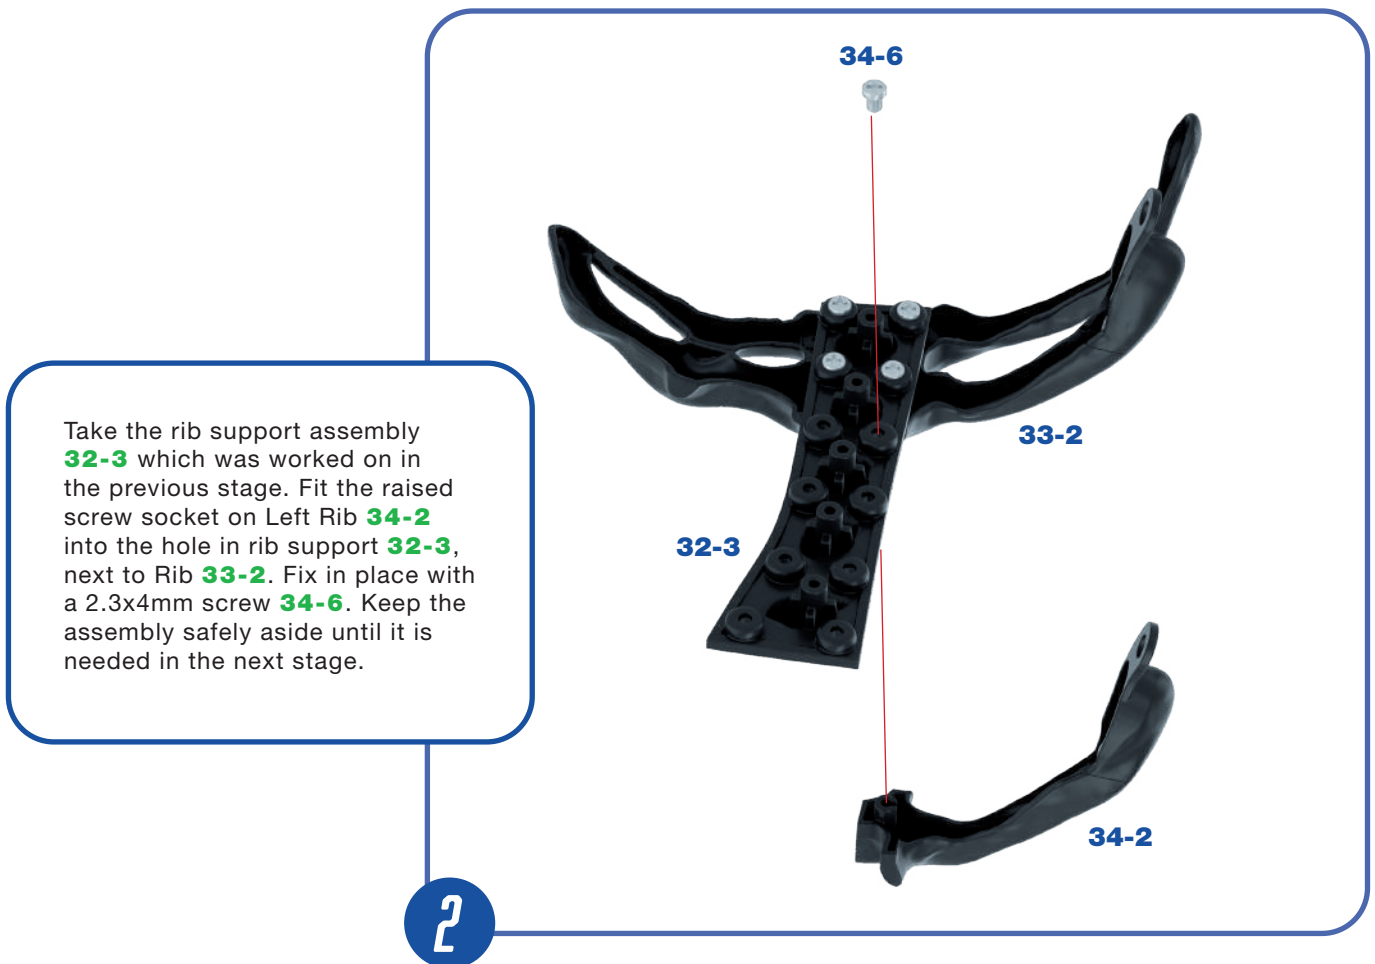 34-6
33-2
32-3
34-2
Take the rib support assembly
32-3 which was worked on in
the previous stage. Fit the raised
screw socket on Left Rib 34-2
into the hole in rib support 32-3,
next to Rib 33-2. Fix in place with
a 2.3x4mm screw 34-6. Keep the
assembly safely aside until it is
needed in the next stage.
2